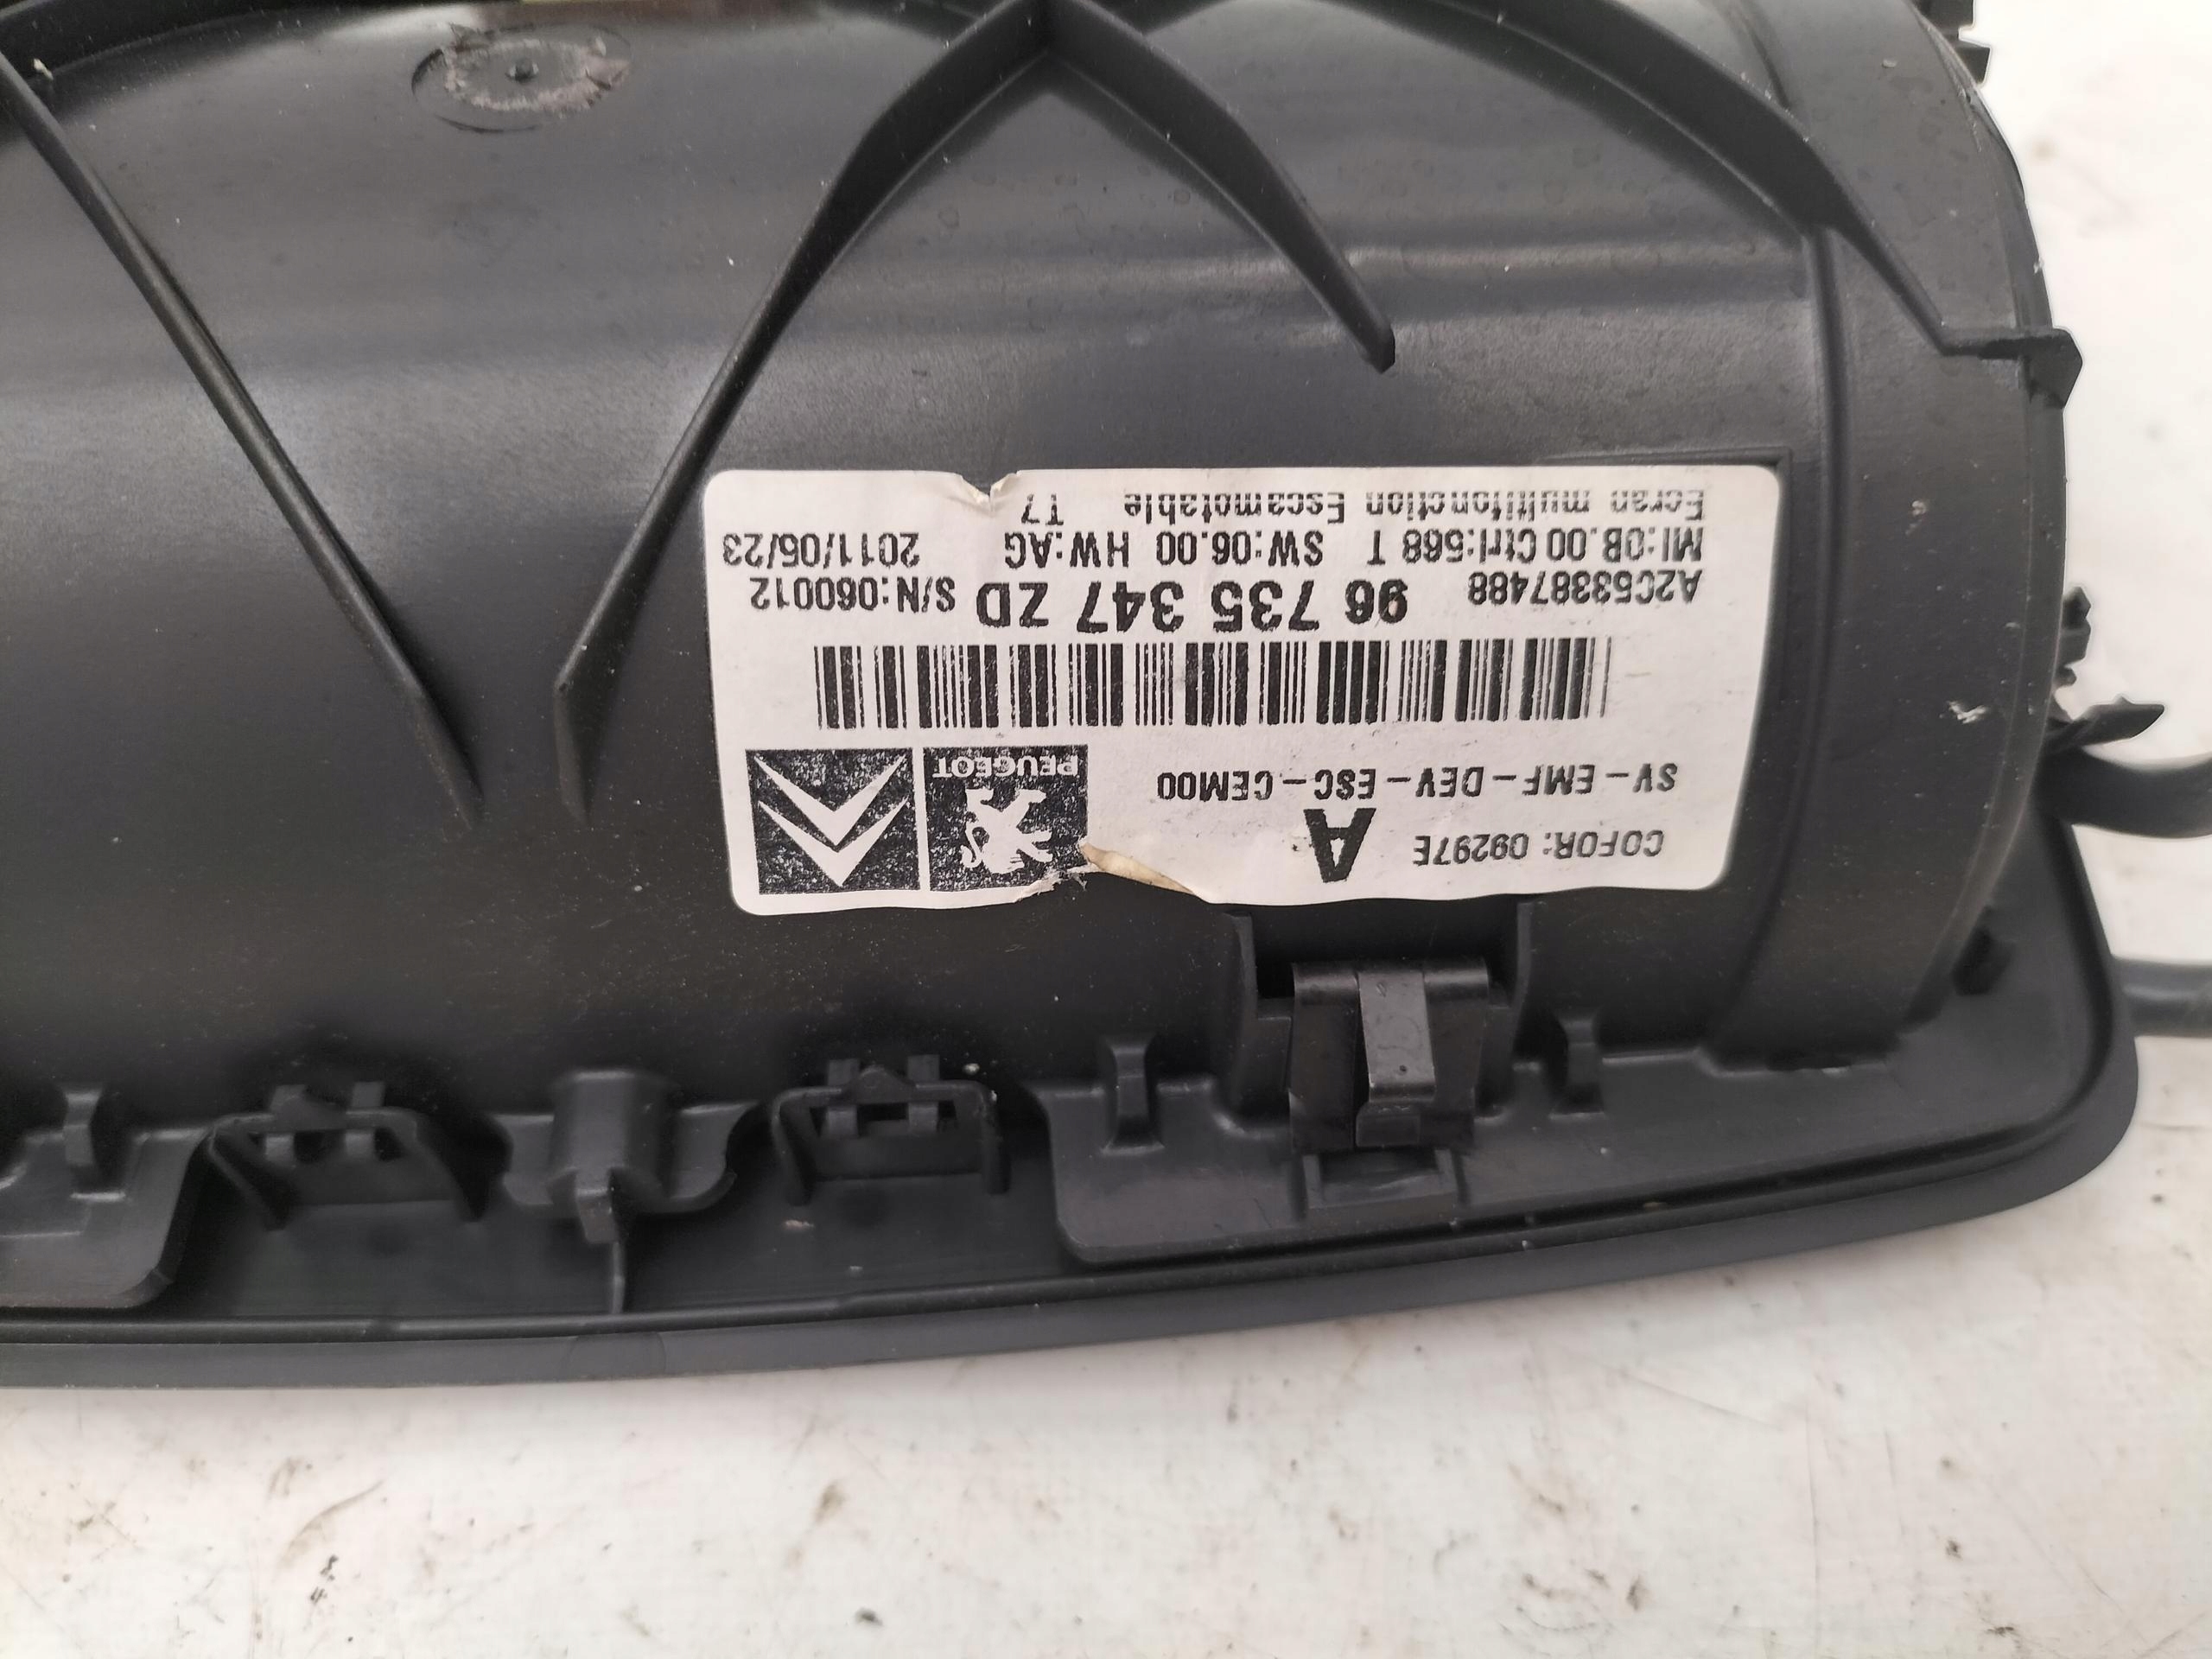 COFOR: 09297E A
SV-EMF-DEV-ESC-CEM00
PEUGEOT
A2C53387488 96 735 347 ZD S/N:060012
MI:0B.00 Ctrl:568 T SW:06.00 HW:AG 2011/05/23
Ecran multifonction Escamotable T7